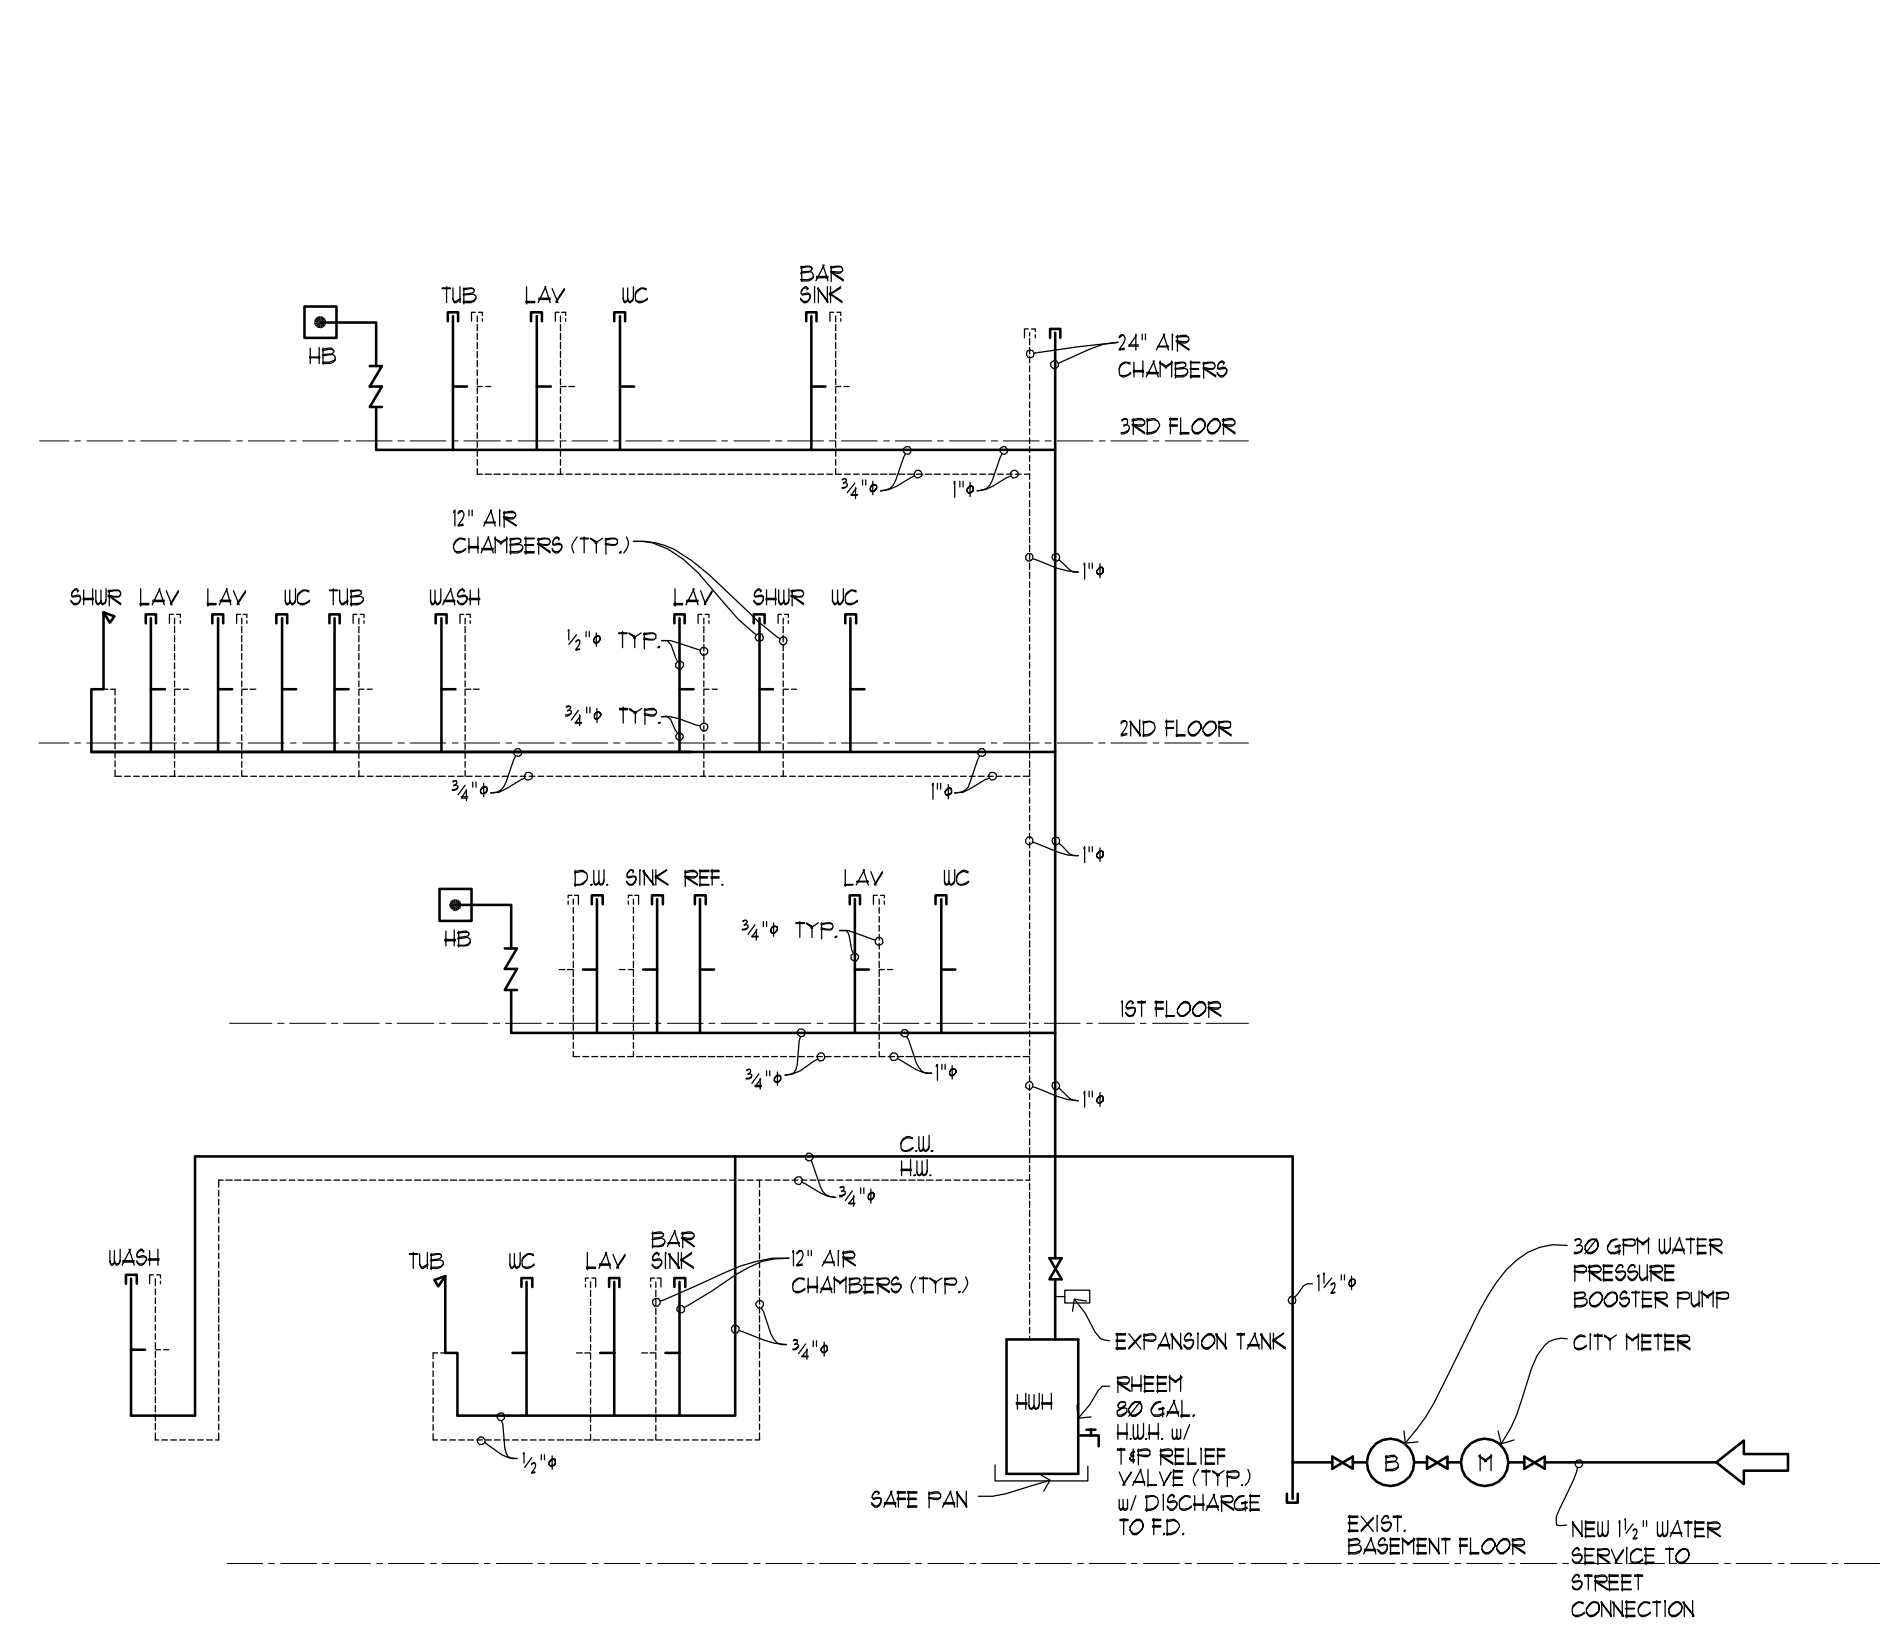 BAR
TUB LAV WC SINK
HB
24" AIR
CHAMBERS
3RD FLOOR
3/4"ϕ 1"ϕ
12" AIR
CHAMBERS (TYP.)
1"ϕ
SHWR LAV LAV WC TUB WASH LAV SHWR WC
1/2"ϕ TYP.
3/4"ϕ TYP.
2ND FLOOR
3/4"ϕ 1"ϕ
1"ϕ
D.W. SINK REF. LAV WC
3/4"ϕ TYP.
HB
1ST FLOOR
3/4"ϕ 1"ϕ
1"ϕ
C.W.
H.W.
3/4"ϕ
BAR
WASH TUB WC LAV SINK
12" AIR
CHAMBERS (TYP.)
3/4"ϕ
1/2"ϕ
1 1/2"ϕ
EXPANSION TANK
HWH
RHEEM
80 GAL.
H.W.H. w/
T&P RELIEF
VALVE (TYP.)
w/ DISCHARGE
TO F.D.
SAFE PAN
30 GPM WATER
PRESSURE
BOOSTER PUMP
CITY METER
B M
EXIST.
BASEMENT FLOOR
NEW 1 1/2" WATER
SERVICE TO
STREET
CONNECTION